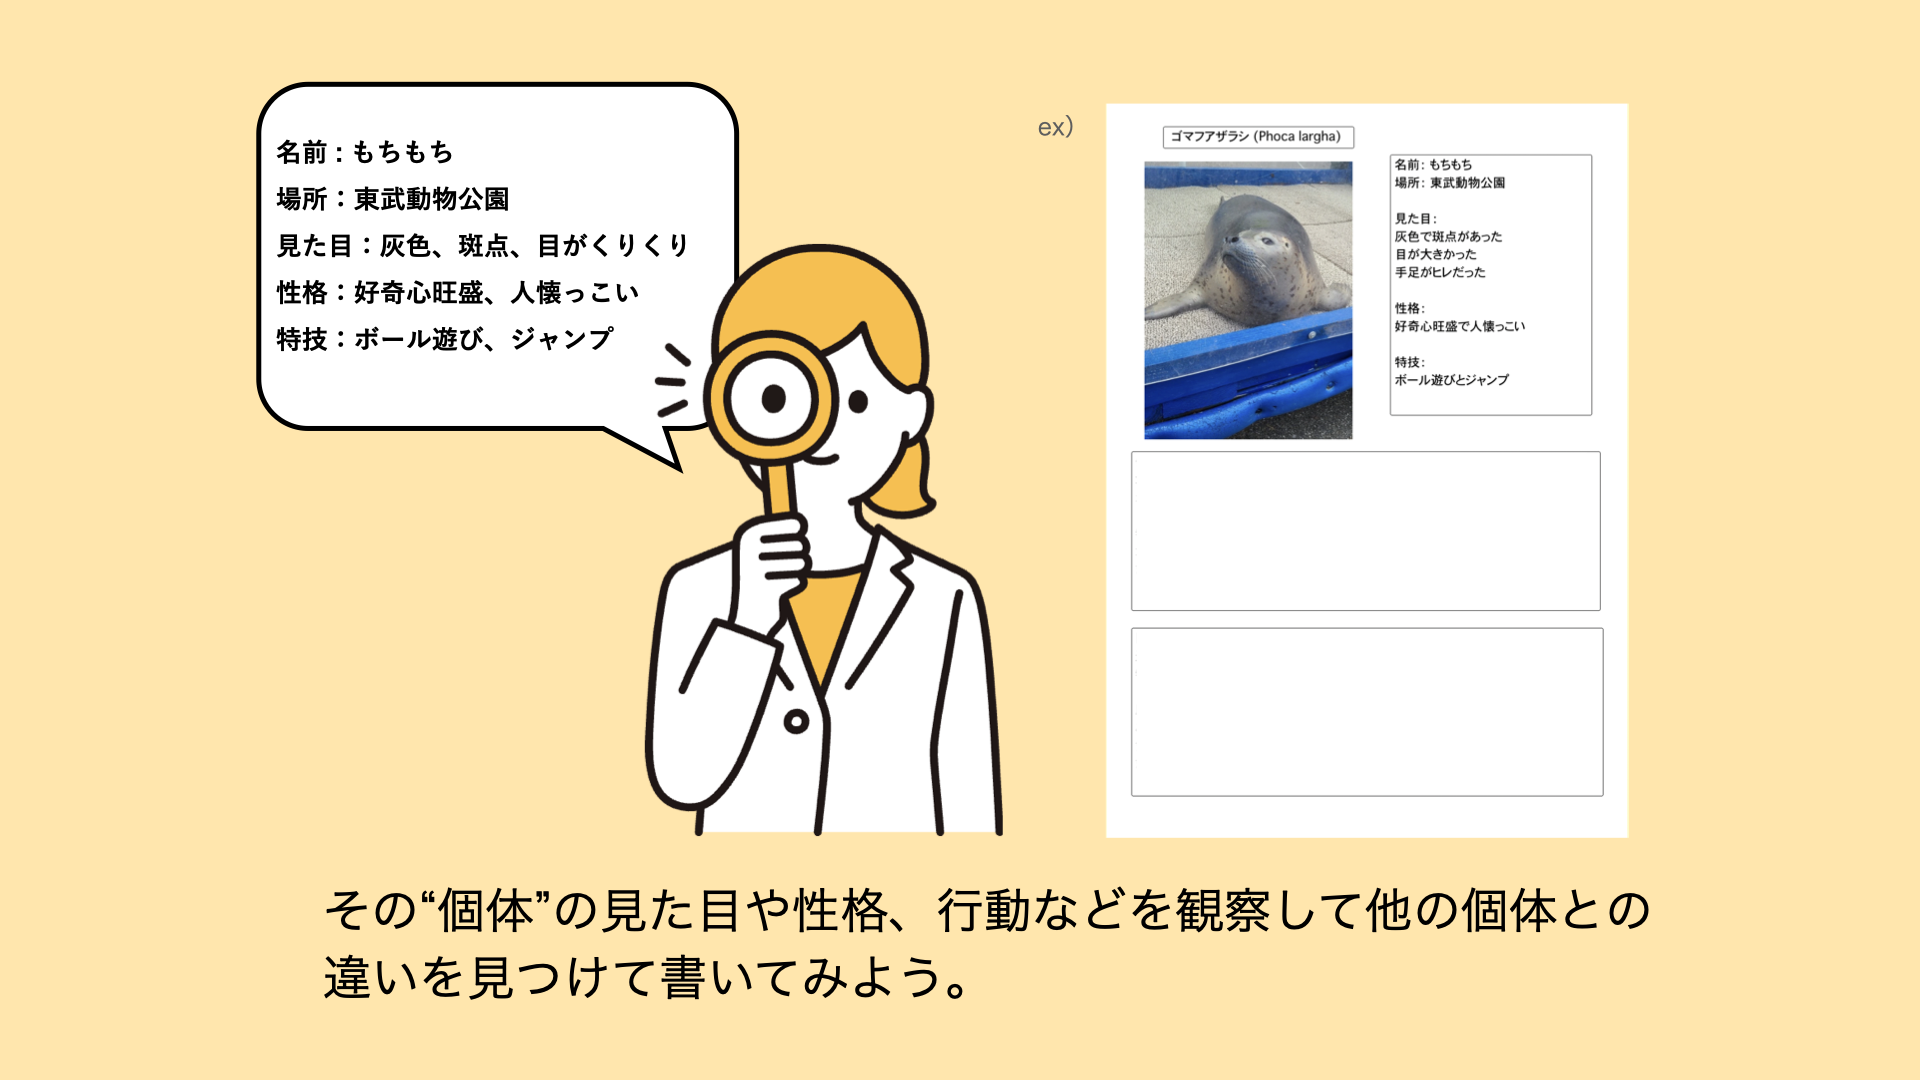 名前 : もちもち
場所：東武動物公園
見た目：灰色、斑点、目がくりくり
性格：好奇心旺盛、人懐っこい
特技：ボール遊び、ジャンプ
ex)
ゴマフアザラシ (Phoca largha)
名前: もちもち
場所: 東武動物公園
見た目:
灰色で斑点があった
目が大きかった
手足がヒレだった
性格:
好奇心旺盛で人懐っこい
特技:
ボール遊びとジャンプ
その“個体”の見た目や性格、行動などを観察して他の個体との
違いを見つけて書いてみよう。